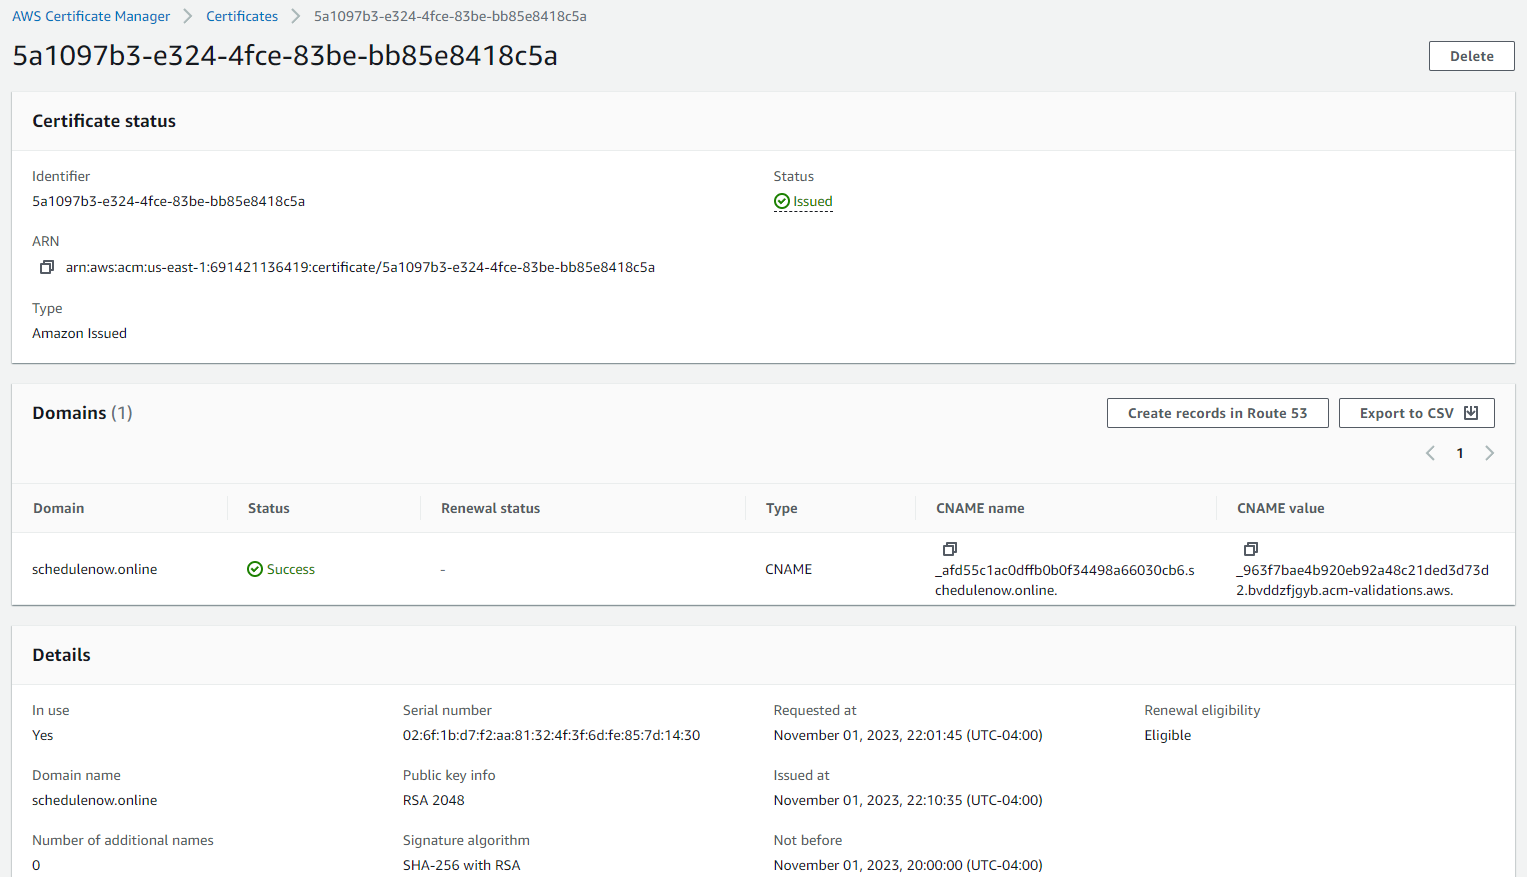 AWS Certificate Manager > Certificates > 5a1097b3-e324-4fce-83be-bb85e8418c5a
5a1097b3-e324-4fce-83be-bb85e8418c5a
Delete
Certificate status
Identifier
5a1097b3-e324-4fce-83be-bb85e8418c5a
Status
Issued
ARN
arn:aws:acm:us-east-1:691421136419:certificate/5a1097b3-e324-4fce-83be-bb85e8418c5a
Type
Amazon Issued
Domains (1)
Create records in Route 53
Export to CSV
1
Domain Status Renewal status Type CNAME name CNAME value
schedulenow.online Success - CNAME
_afd55c1ac0dffb0b0f34498a66030cb6.s
chedulenow.online.
_963f7bae4b920eb92a48c21ded3d73d
2.bvddzfjgyb.acm-validations.aws.
Details
In use
Yes
Serial number
02:6f:1b:d7:f2:aa:81:32:4f:3f:6d:fe:85:7d:14:30
Requested at
November 01, 2023, 22:01:45 (UTC-04:00)
Renewal eligibility
Eligible
Domain name
schedulenow.online
Public key info
RSA 2048
Issued at
November 01, 2023, 22:10:35 (UTC-04:00)
Number of additional names
0
Signature algorithm
SHA-256 with RSA
Not before
November 01, 2023, 20:00:00 (UTC-04:00)